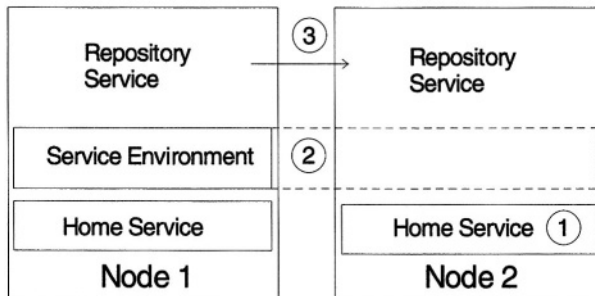 3
Repository
Service
Repository
Service
Service Environment
2
Home Service
Home Service 1
Node 1
Node 2